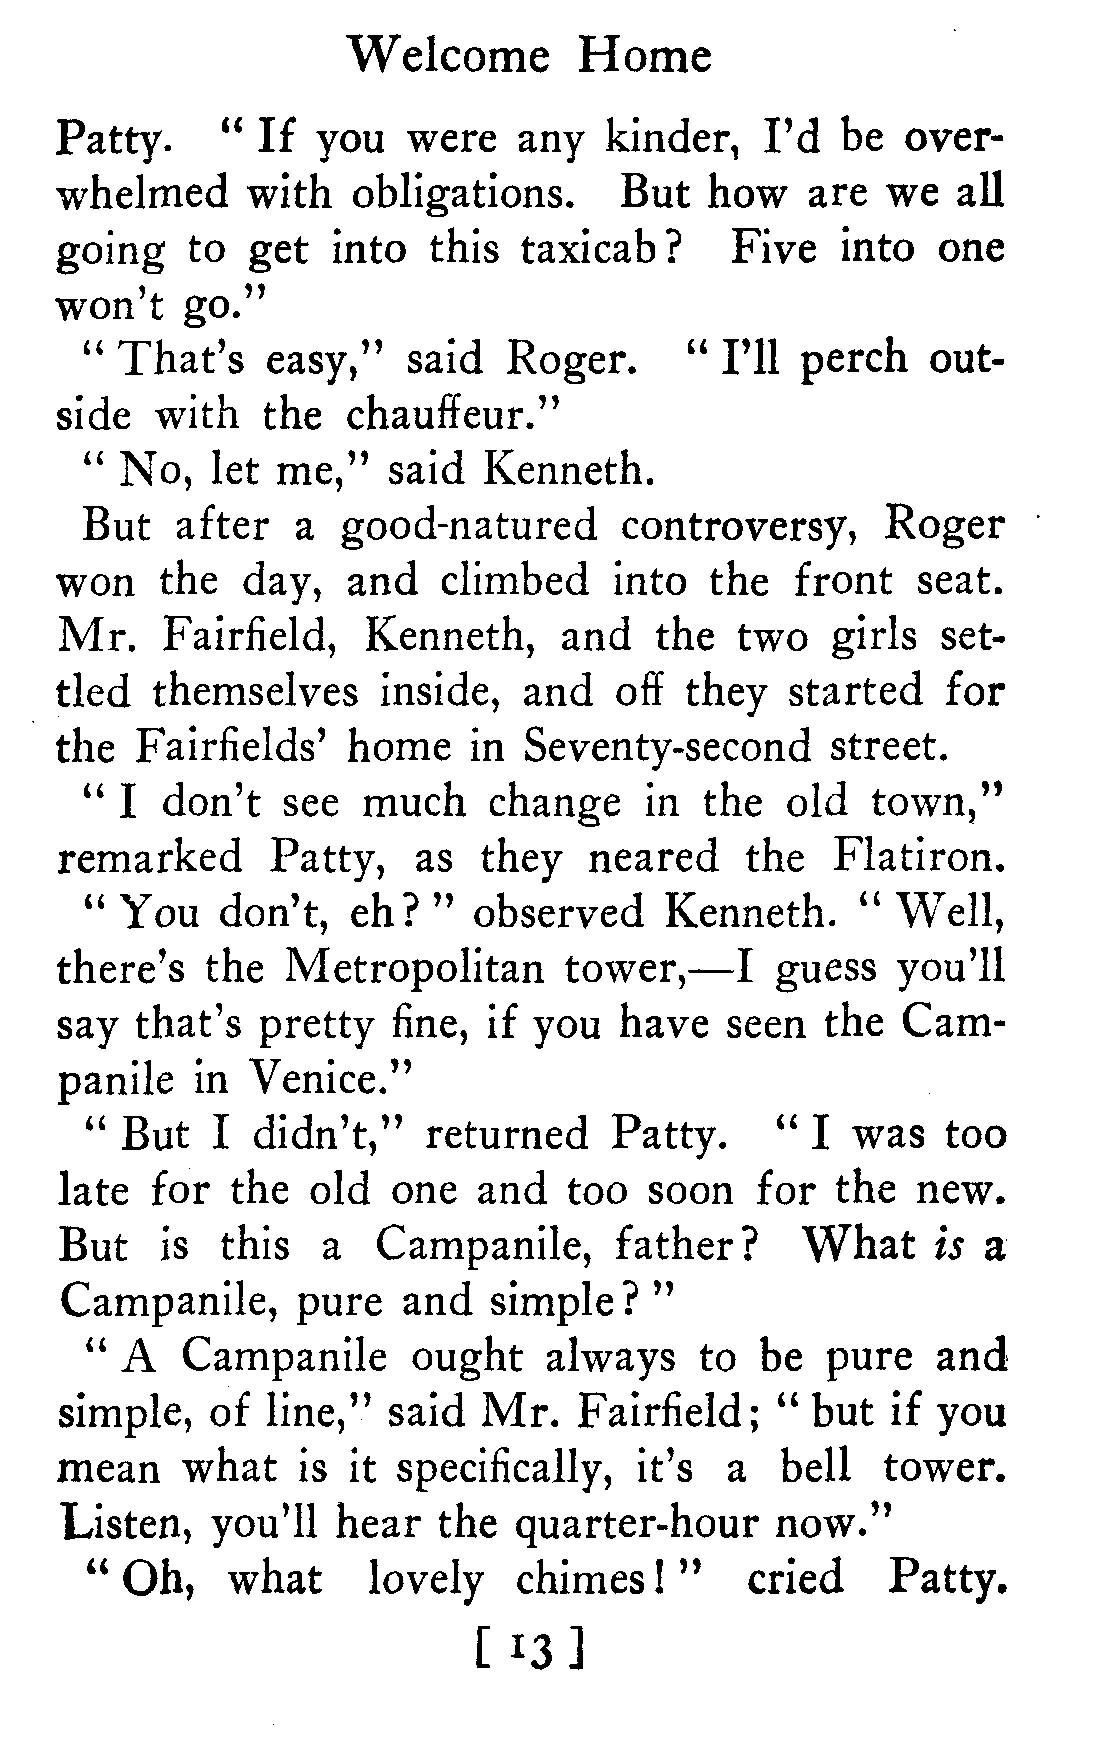 Welcome Home
Patty. " If you were any kinder, I'd be over-
whelmed with obligations. But how are we all
going to get into this taxicab? Five into one
won't go."
" That's easy," said Roger. " I'll perch out-
side with the chauffeur."
" No, let me," said Kenneth.
But after a good-natured controversy, Roger
won the day, and climbed into the front seat.
Mr. Fairfield, Kenneth, and the two girls set-
tled themselves inside, and off they started for
the Fairfields' home in Seventy-second street.
" I don't see much change in the old town,"
remarked Patty, as they neared the Flatiron.
" You don't, eh? " observed Kenneth. " Well,
there's the Metropolitan tower,—I guess you'll
say that's pretty fine, if you have seen the Cam-
panile in Venice."
" But I didn't," returned Patty. " I was too
late for the old one and too soon for the new.
But is this a Campanile, father? What is a
Campanile, pure and simple? "
" A Campanile ought always to be pure and
simple, of line," said Mr. Fairfield; " but if you
mean what is it specifically, it's a bell tower.
Listen, you'll hear the quarter-hour now."
" Oh, what lovely chimes! " cried Patty.
[ 13 ]